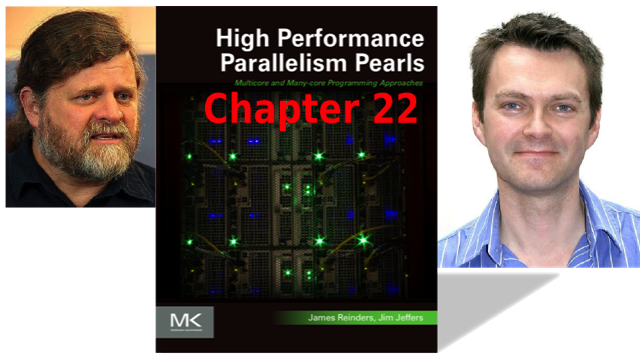 High Performance
Parallelism Pearls
Multicore and Many-core Programming Approaches
Chapter 22
MK
James Reinders, Jim Jeffers